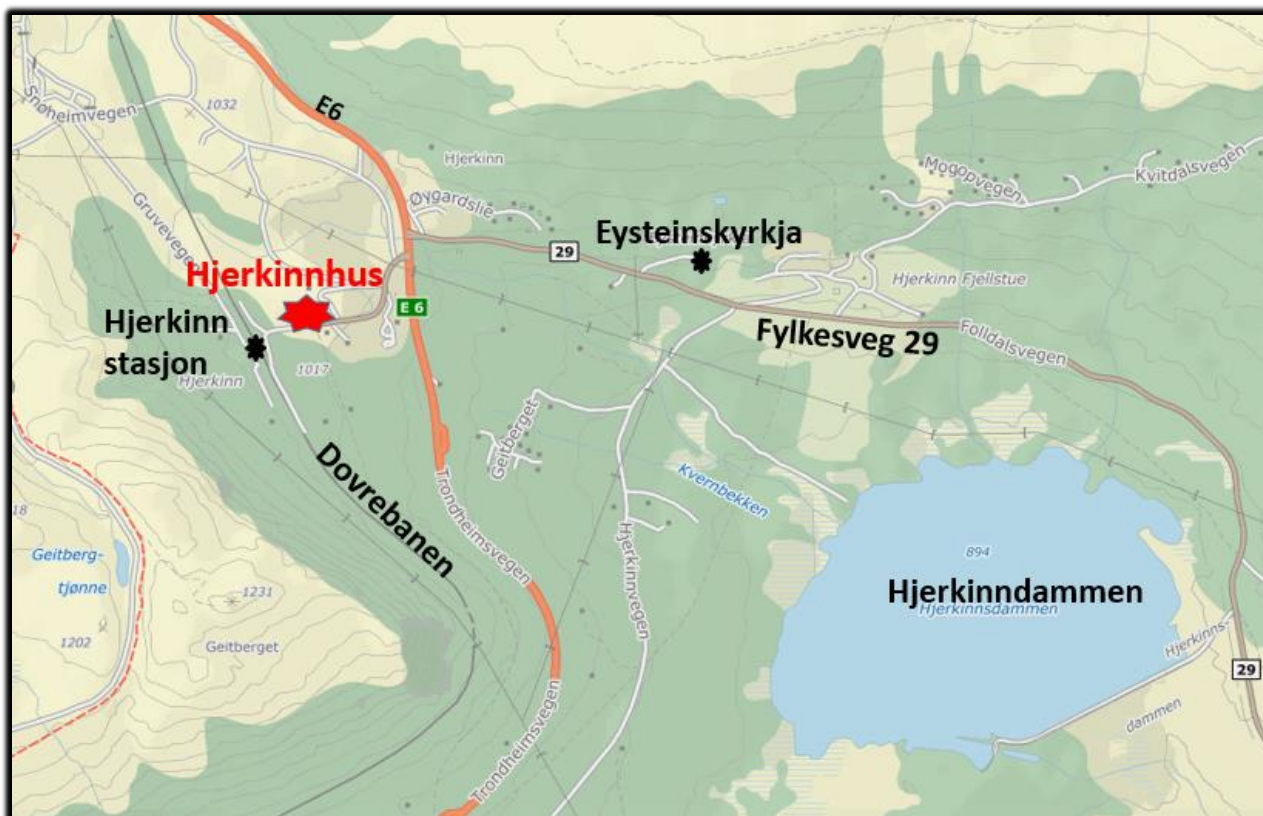 E6
1032
Snøheimvegen
Hjerkinn
Mogopvegen
Kvitdalsvegen
Øygardslie
Gruvevegen
Eysteinskyrkja
29
Hjerkinnhus
Hjerkinn Fjellstue
E 6
Hjerkinn
stasjon
Fylkesveg 29
Folldalsvegen
Hjerkinn
1017
Geitberget
Dovrebanen
Kvernbekken
Trondheimsvegen
18
Geitberg-
tjønne
894
Hjerkinnvegen
Hjerkinndammen
Hjerkinnsdammen
1231
1202
Geitberget
Hjerkinns-
dammen
29
Trondheimsvegen